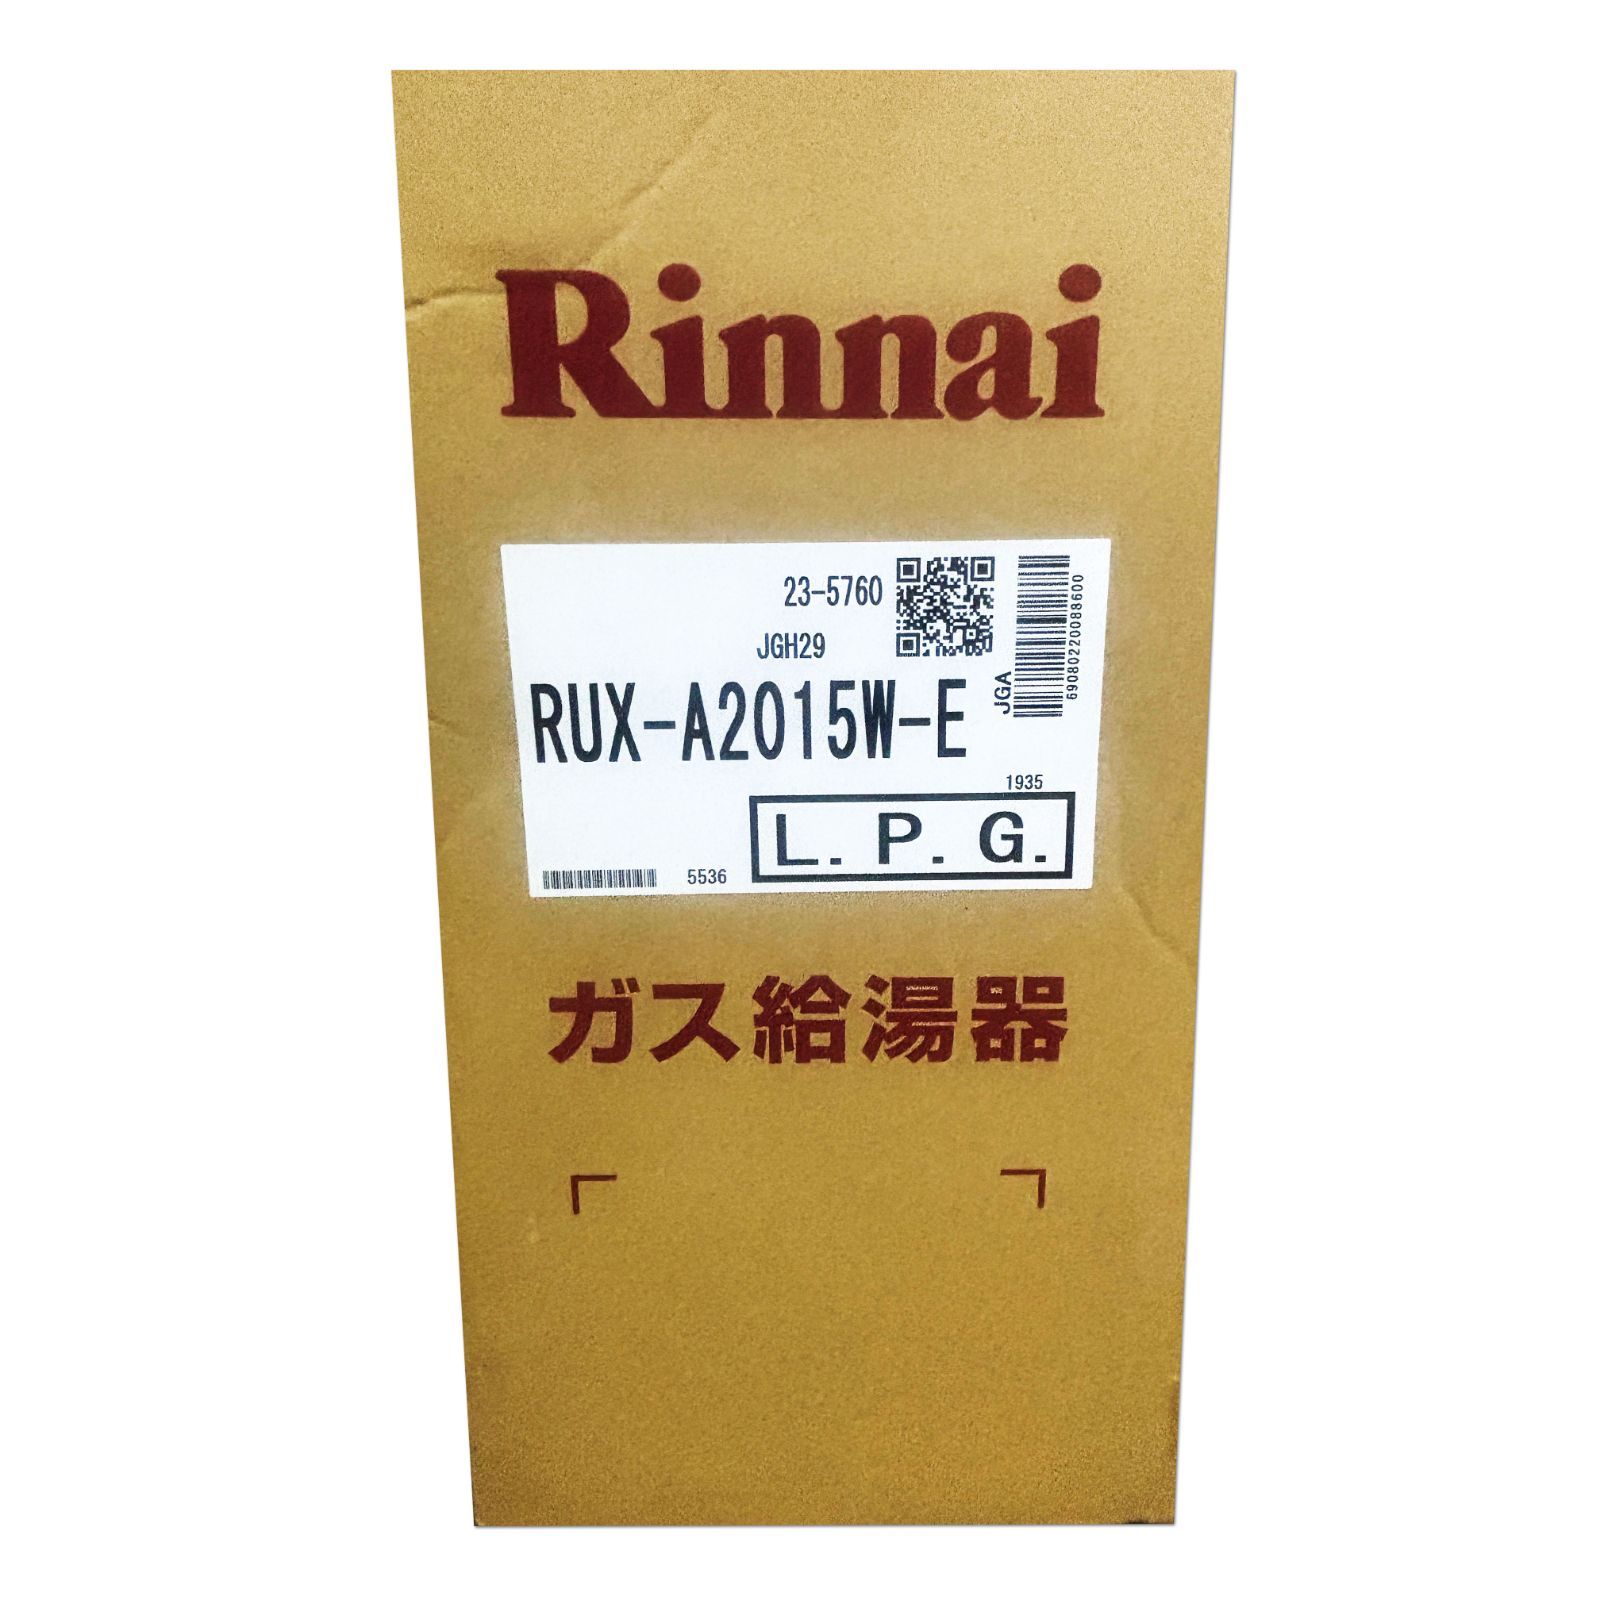 Rinnai
23-5760
JGH29
RUX-A2015W-E
JGA
6908022008860​0
1935
L.P.G.
5536
ガス給湯器